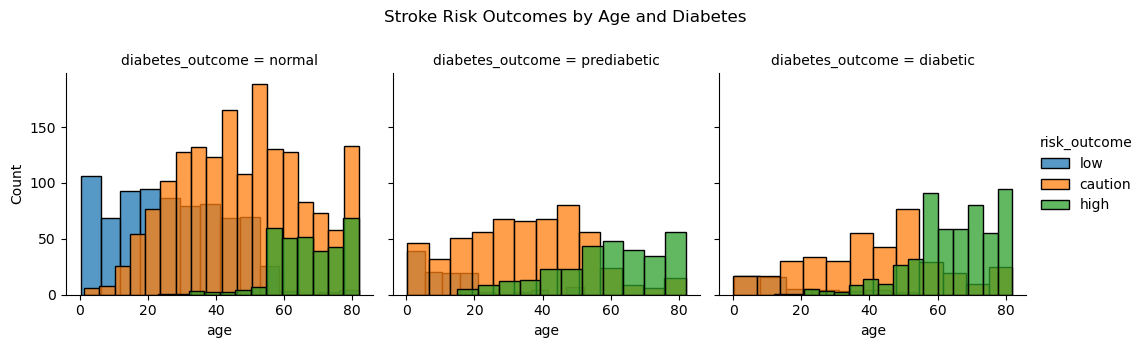 Stroke Risk Outcomes by Age and Diabetes
diabetes_outcome = normal
diabetes_outcome = prediabetic
diabetes_outcome = diabetic
Count
150
100
50
0
0 20 40 60 80
age
0 20 40 60 80
age
0 20 40 60 80
age
risk_outcome
low
caution
high